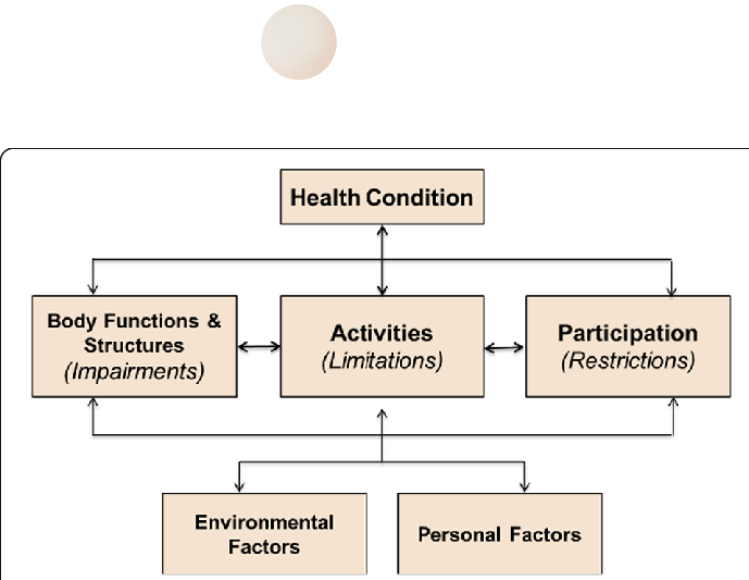 Health Condition
Body Functions &
Structures
(Impairments)
Activities
(Limitations)
Participation
(Restrictions)
Environmental
Factors
Personal Factors